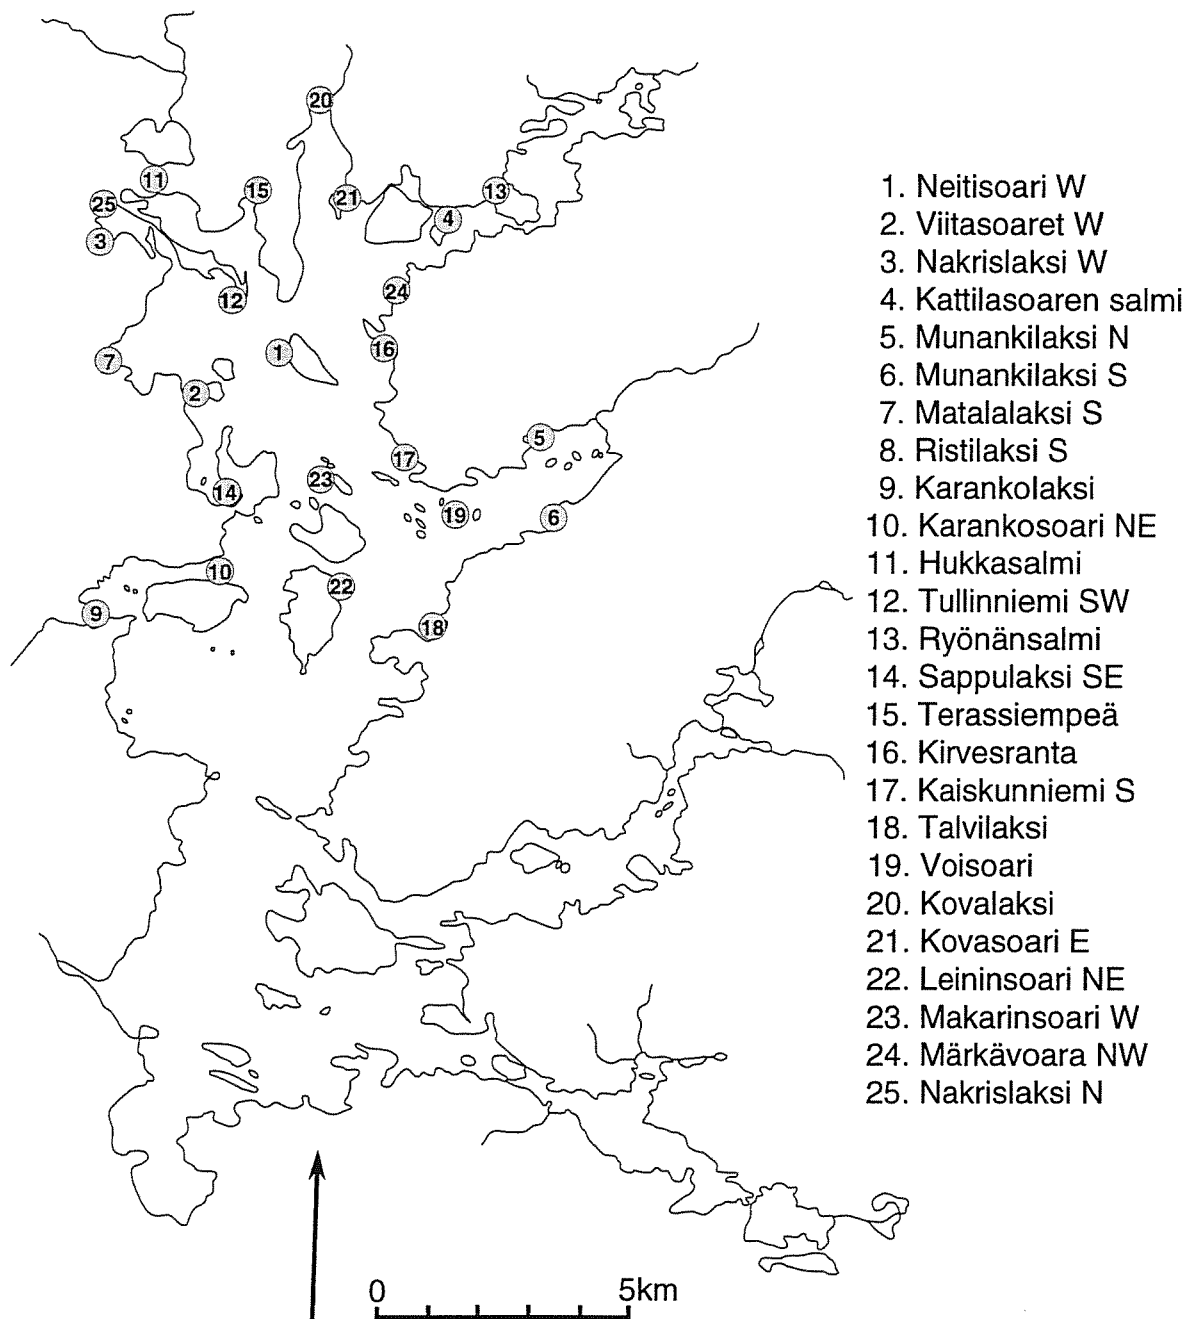 20
11
15
25
21
13
4
3
24
12
1
16
7
2
5
17
23
14
19
6
10
22
9
18
1. Neitisoari W
2. Viitasoaret W
3. Nakrislaksi W
4. Kattilasoaren salmi
5. Munankilaksi N
6. Munankilaksi S
7. Matalalaksi S
8. Ristilaksi S
9. Karankolaksi
10. Karankosoari NE
11. Hukkasalmi
12. Tullinniemi SW
13. Ryönänsalmi
14. Sappulaksi SE
15. Terassiempeä
16. Kirvesranta
17. Kaiskunniemi S
18. Talvilaksi
19. Voisoari
20. Kovalaksi
21. Kovasoari E
22. Leininsoari NE
23. Makarinsoari W
24. Märkävoara NW
25. Nakrislaksi N
0 5km